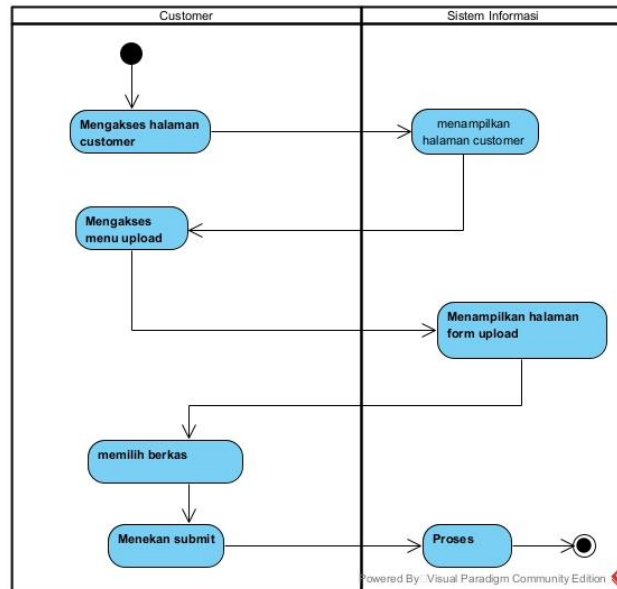 Customer
Sistem Informasi
Mengakses halaman
customer
menampilkan
halaman customer
Mengakses
menu upload
Menampilkan halaman
form upload
memilih berkas
Menekan submit
Proses
Powered By Visual Paradigm Community Edition